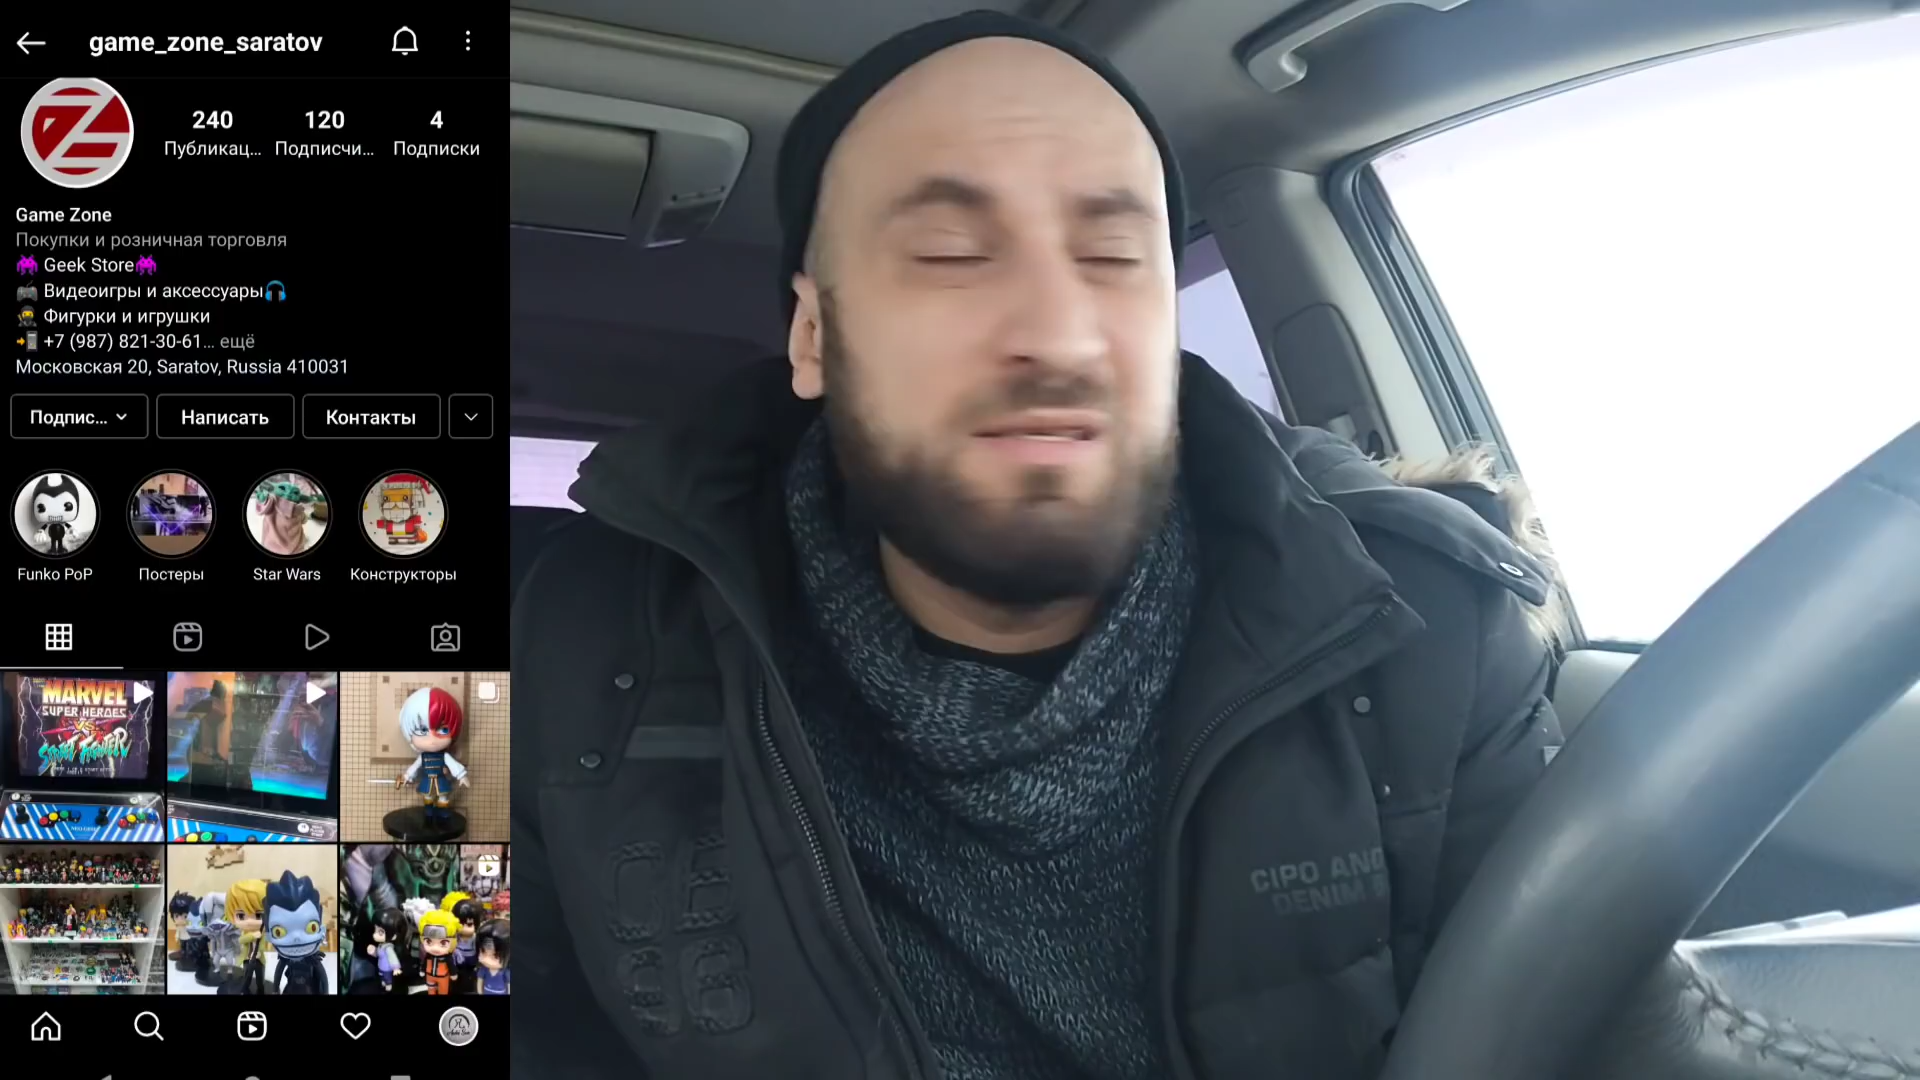 game_zone_saratov
240
120
4
Публикац...
Подписчи...
Подписки
Game Zone
Покупки и розничная торговля
👾 Geek Store👾
🎮 Видеоигры и аксессуары🎧
Фигурки и игрушки
📲 +7 (987) 821-30-61... ещё
Московская 20, Saratov, Russia 410031
Подпис...
Написать
Контакты
Funko PoP
Постеры
Star Wars
Конструкторы
MARVEL
SUPER HEROES
VS
STREET FIGHTER
CIPO AND
DENIM